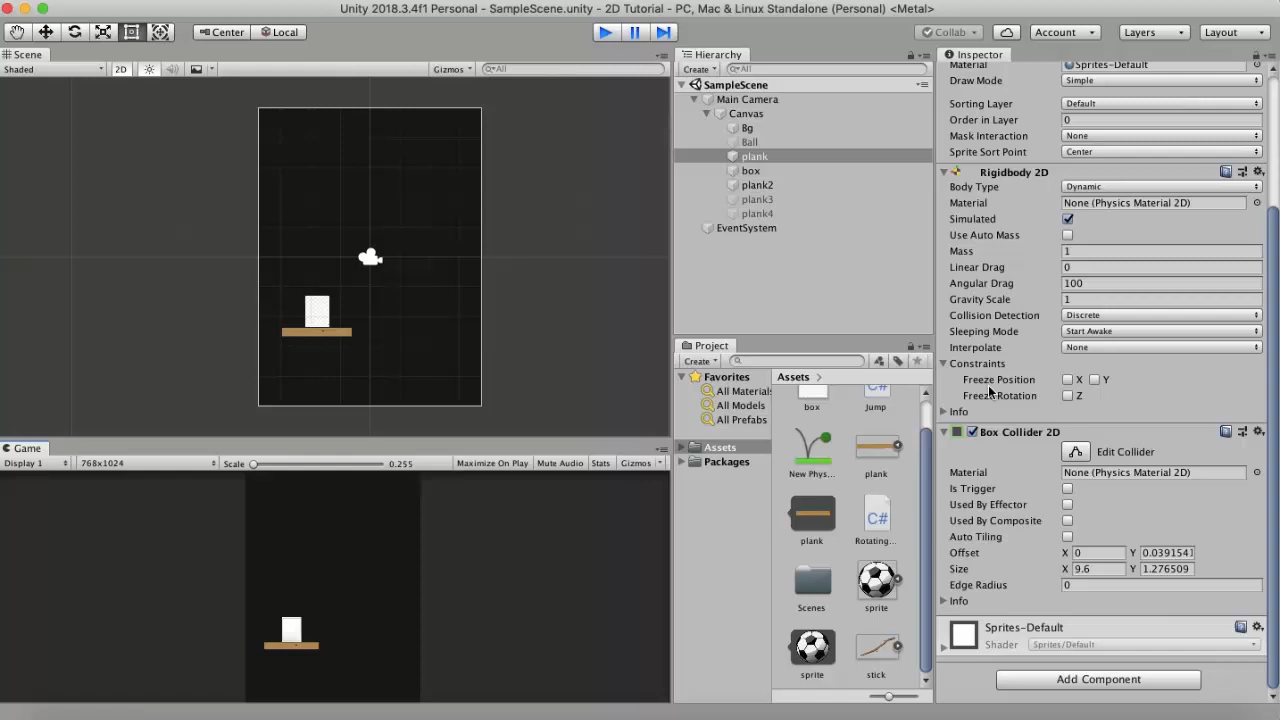 Unity 2018.3.4f1 Personal - SampleScene.unity - 2D Tutorial - PC, Mac & Linux Standalone (Personal) <Metal>
Center Local Collab Account Layers Layout
Scene
Shaded 2D Gizmos All
Game
Display 1 768x1024 Scale 0.255 Maximize On Play Mute Audio Stats Gizmos
Hierarchy
Create All
SampleScene
Main Camera
Canvas
Bg
Ball
plank
box
plank2
plank3
plank4
EventSystem
Project
Create
Favorites
All Materials
All Models
All Prefabs
Assets
Packages
Assets
box Jump
C#
New Phys... plank
C#
plank Rotating...
Scenes sprite
sprite stick
Inspector
Material Sprites-Default
Draw Mode Simple
Sorting Layer Default
Order in Layer 0
Mask Interaction None
Sprite Sort Point Center
Rigidbody 2D
Body Type Dynamic
Material None (Physics Material 2D)
Simulated
Use Auto Mass
Mass 1
Linear Drag 0
Angular Drag 100
Gravity Scale 1
Collision Detection Discrete
Sleeping Mode Start Awake
Interpolate None
Constraints
Freeze Position X Y
Freeze Rotation Z
Info
Box Collider 2D
Edit Collider
Material None (Physics Material 2D)
Is Trigger
Used By Effector
Used By Composite
Auto Tiling
Offset X 0 Y 0.0391541
Size X 9.6 Y 1.276509
Edge Radius 0
Info
Sprites-Default
Shader Sprites/Default
Add Component